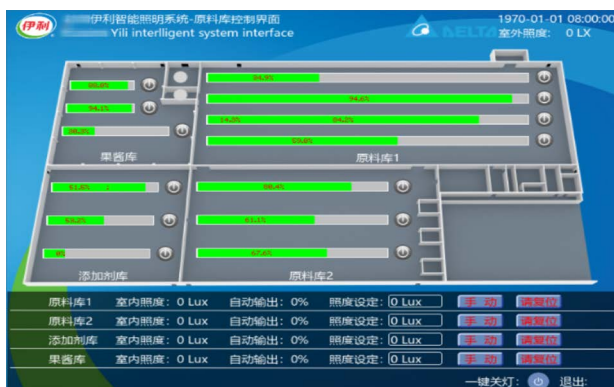 伊利
伊利智能照明系统-原料库控制界面
Yili interlligent system interface
DELTA
1970-01-01 08:00:00
室外照度: 0 LX
94.1%
94.6%
果酱库
原料库1
添加剂库
原料库2
原料库1 室内照度: 0 Lux 自动输出: 0% 照度设定: 0 Lux 手 动 请复位
原料库2 室内照度: 0 Lux 自动输出: 0% 照度设定: 0 Lux 手 动 请复位
添加剂库 室内照度: 0 Lux 自动输出: 0% 照度设定: 0 Lux 手 动 请复位
果酱库 室内照度: 0 Lux 自动输出: 0% 照度设定: 0 Lux 手 动 请复位
一键关灯: 退出: